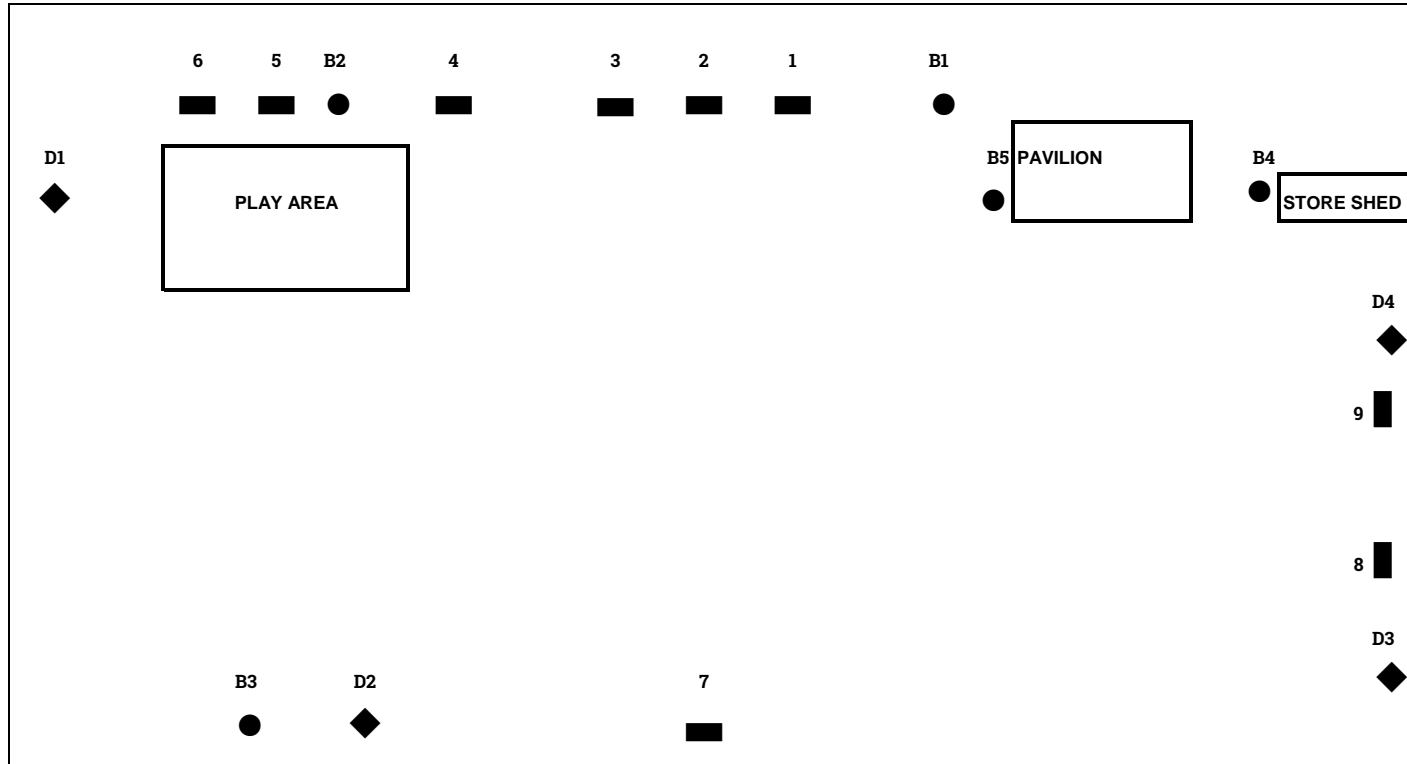 6 5 B2 4 3 2 1 B1
D1 B5 PAVILION B4
PLAY AREA STORE SHED
D4
9
8
D3
B3 D2 7